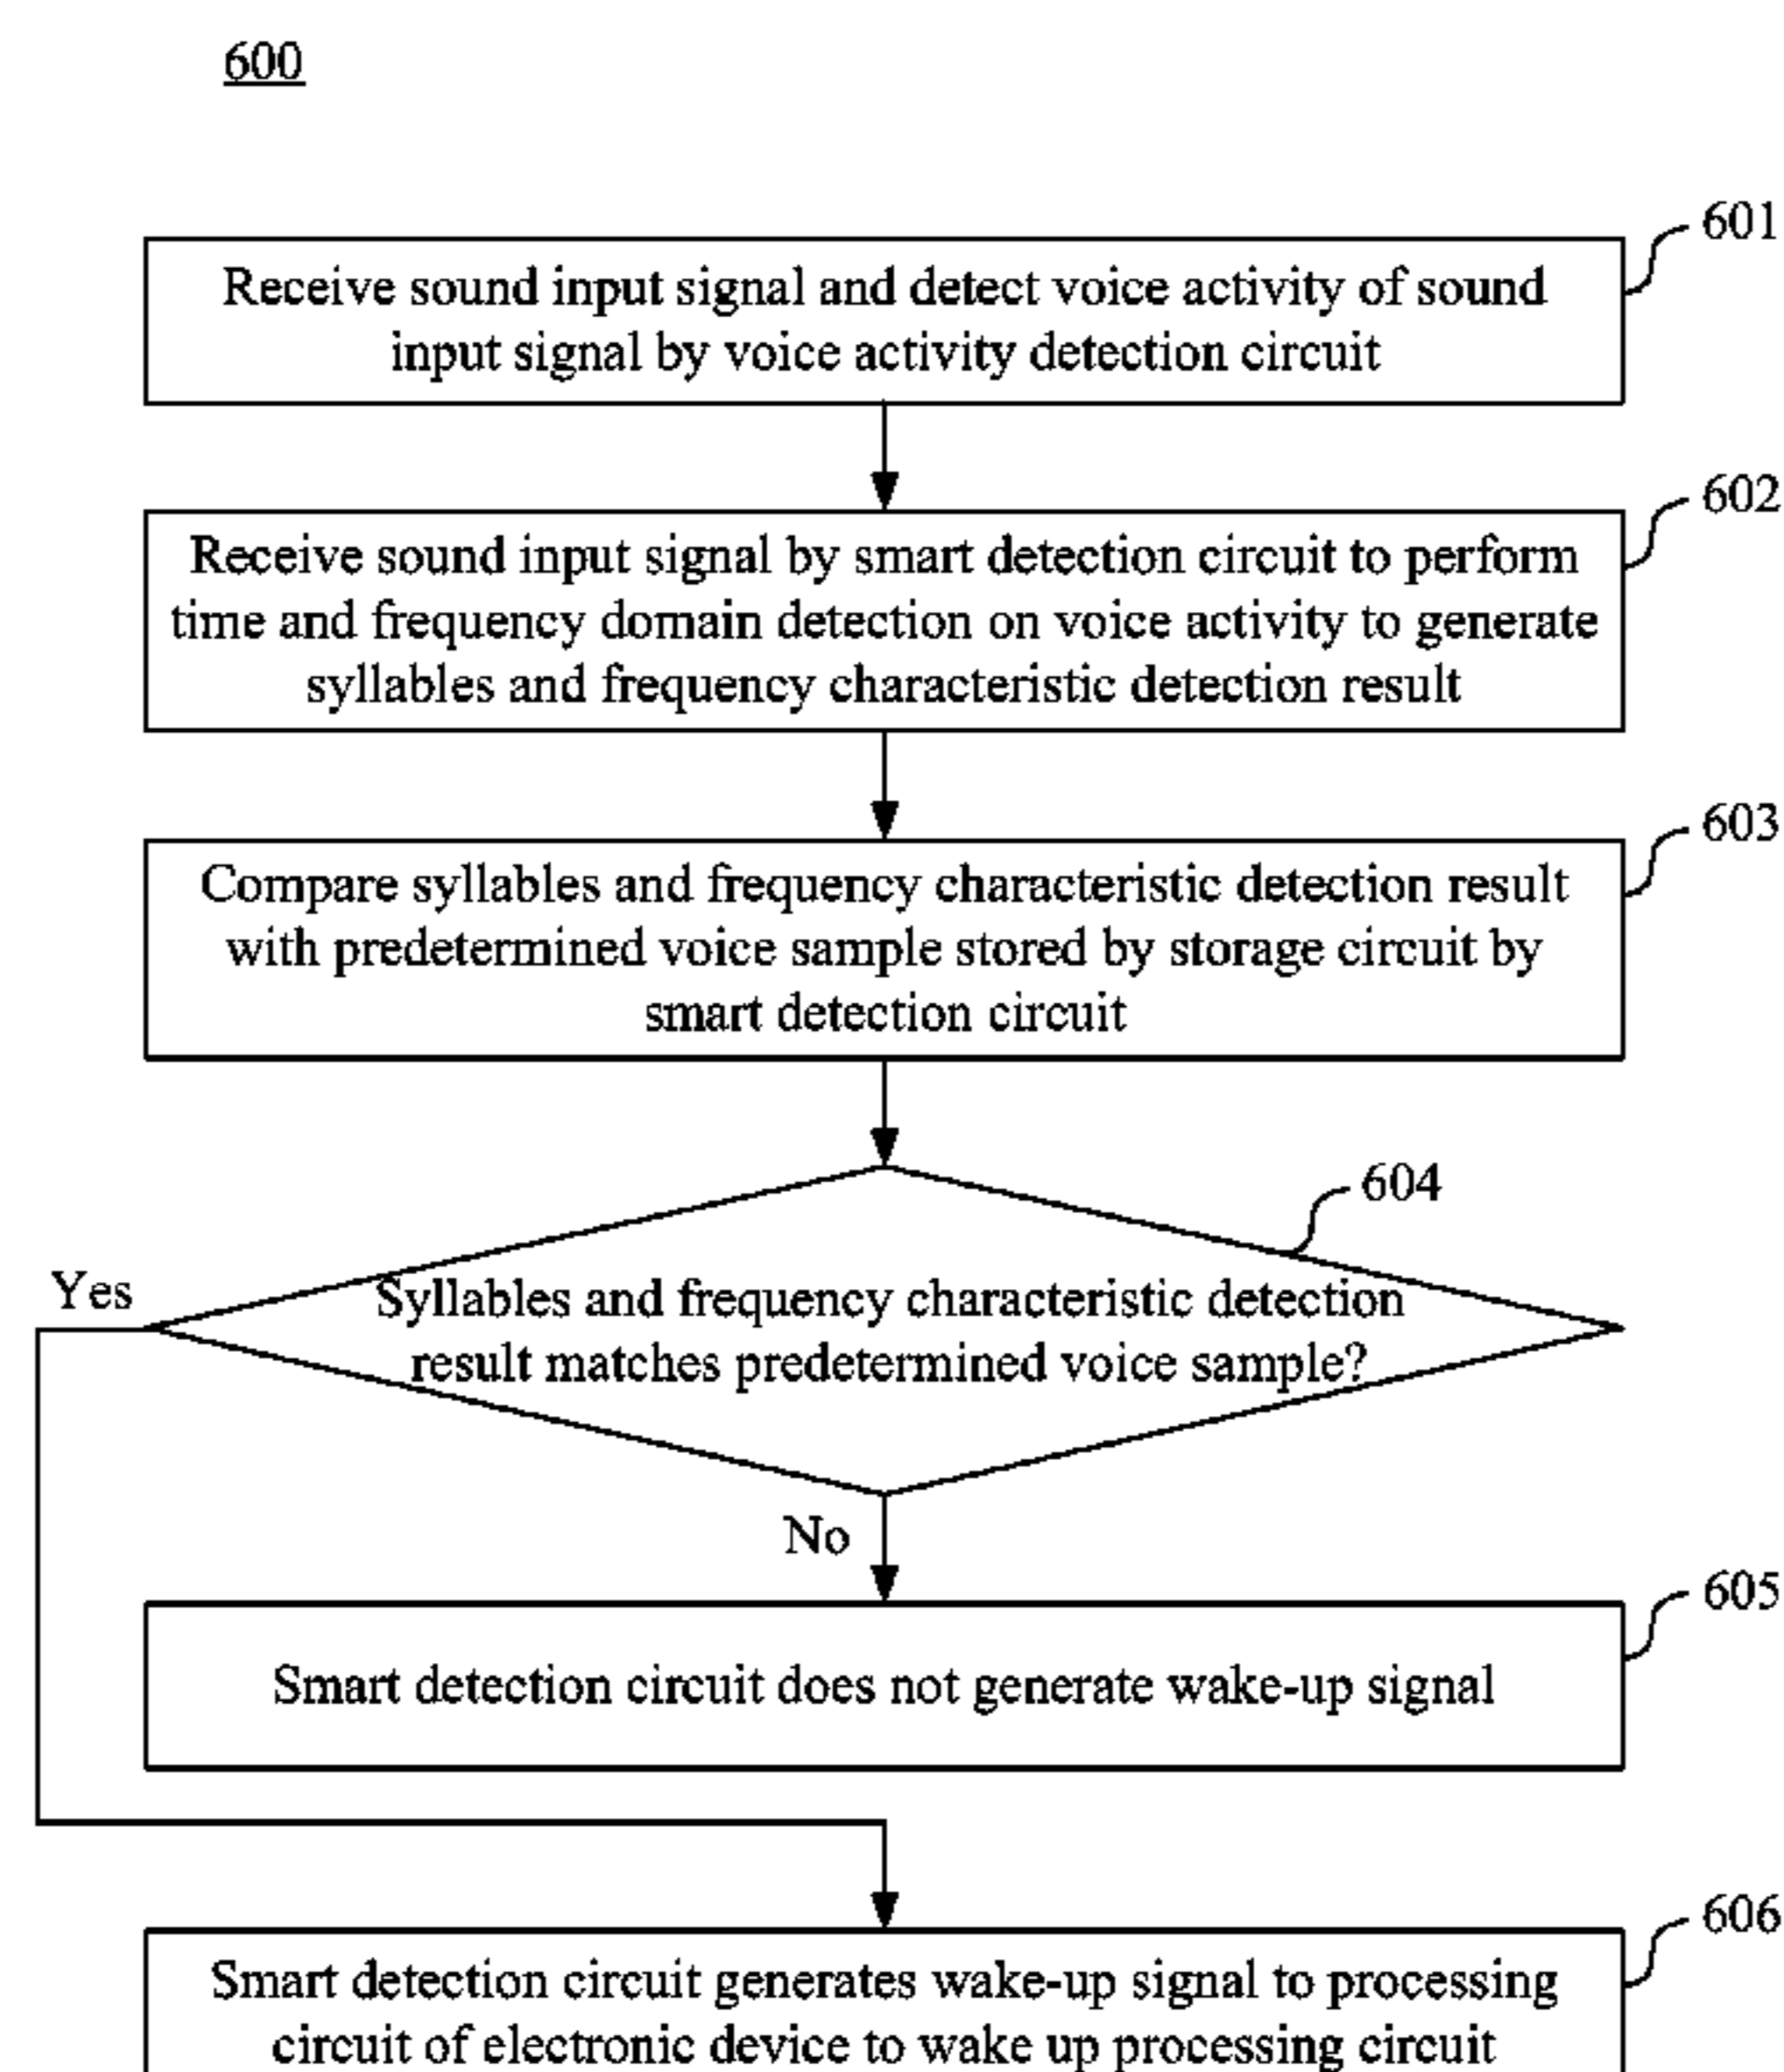 600
601
Receive sound input signal and detect voice activity of sound
input signal by voice activity detection circuit
602
Receive sound input signal by smart detection circuit to perform
time and frequency domain detection on voice activity to generate
syllables and frequency characteristic detection result
603
Compare syllables and frequency characteristic detection result
with predetermined voice sample stored by storage circuit by
smart detection circuit
604
Yes
Syllables and frequency characteristic detection
result matches predetermined voice sample?
No
605
Smart detection circuit does not generate wake-up signal
606
Smart detection circuit generates wake-up signal to processing
circuit of electronic device to wake up processing circuit